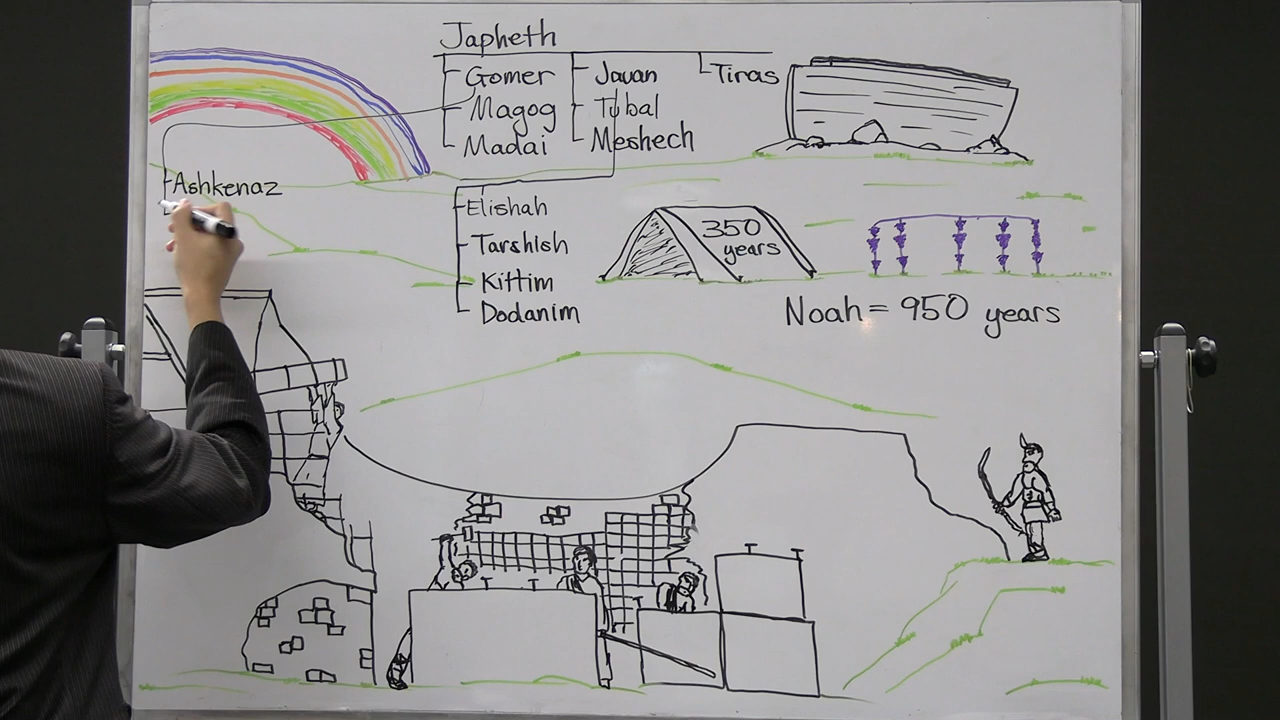 Japheth
Gomer
Magog
Madai
Javan
Tubal
Meshech
Tiras
Ashkenaz
Elishah
Tarshish
Kittim
Dodanim
350
years
Noah = 950 years